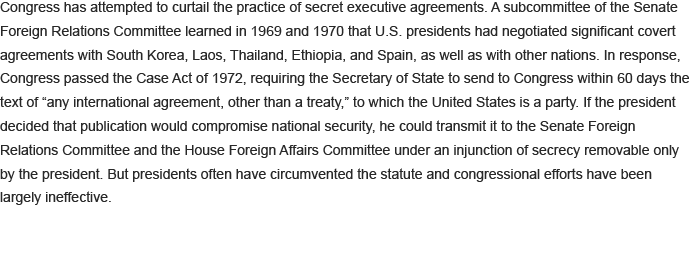 Congress has attempted to curtail the practice of secret executive agreements. A subcommittee of the Senate
Foreign Relations Committee learned in 1969 and 1970 that U.S. presidents had negotiated significant covert
agreements with South Korea, Laos, Thailand, Ethiopia, and Spain, as well as with other nations. In response,
Congress passed the Case Act of 1972, requiring the Secretary of State to send to Congress within 60 days the
text of “any international agreement, other than a treaty,” to which the United States is a party. If the president
decided that publication would compromise national security, he could transmit it to the Senate Foreign
Relations Committee and the House Foreign Affairs Committee under an injunction of secrecy removable only
by the president. But presidents often have circumvented the statute and congressional efforts have been
largely ineffective.